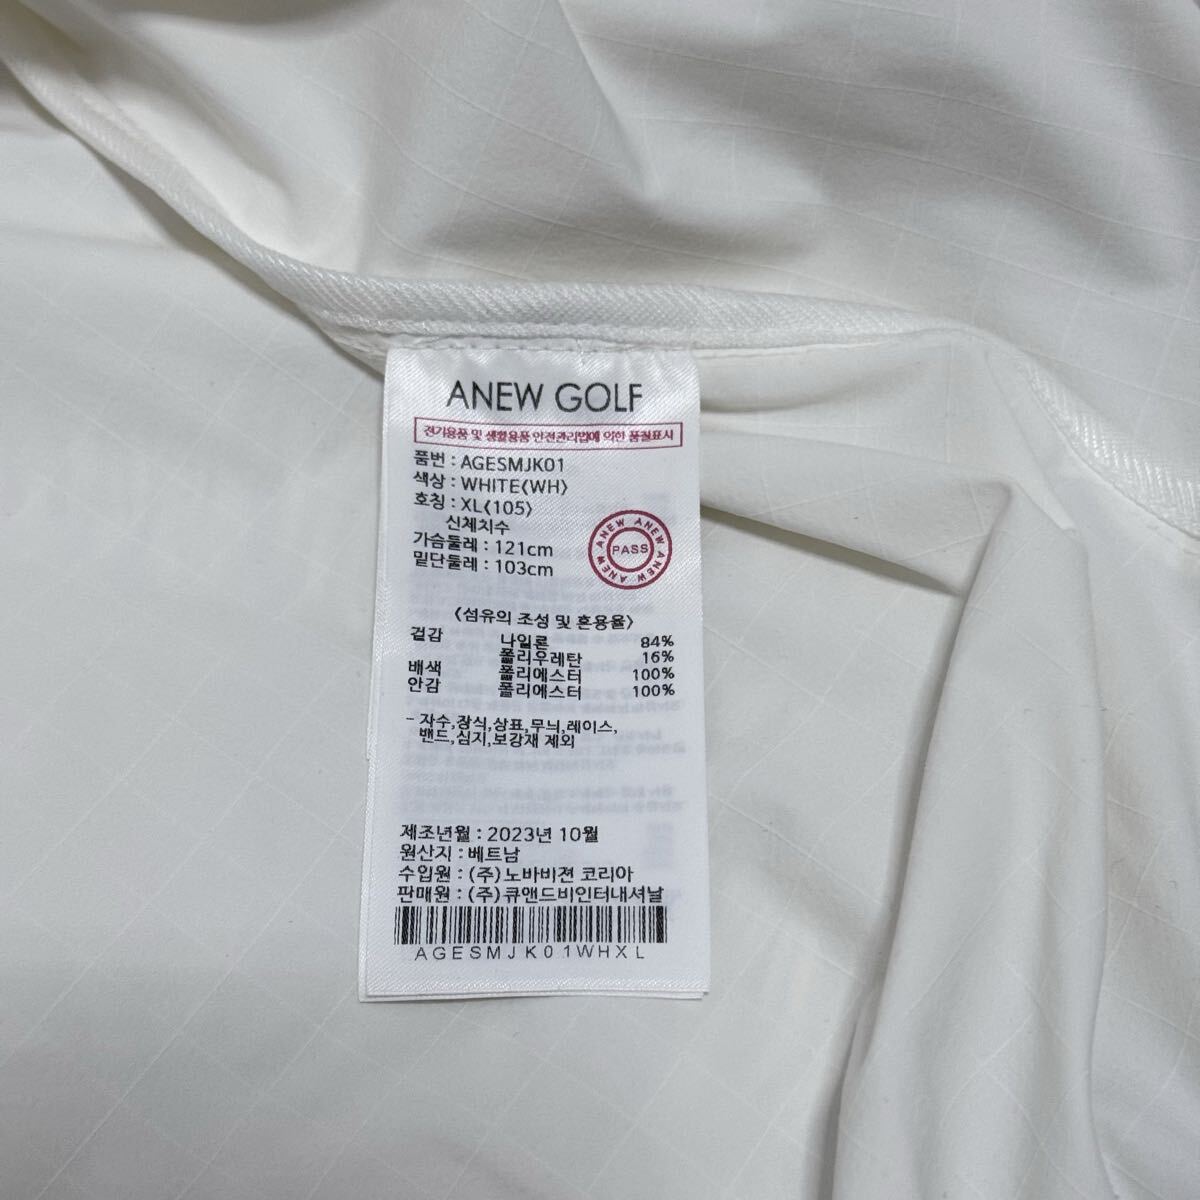 ANEW GOLF
전기용품 및 생활용품 안전관리법에 의한 품질표시
품번 : AGESMJK01
색상 : WHITE(WH)
호칭 : XL(105)
신체치수
가슴둘레 : 121cm
밑단둘레 : 103cm
ANEW ANEW ANEW ANEW
PASS
<섬유의 조성 및 혼용율>
겉감 나일론 84%
폴리우레탄 16%
배색 폴리에스터 100%
안감 폴리에스터 100%
- 자수,장식,상표,무늬,레이스,
밴드,심지,보강재 제외
제조년월 : 2023년 10월
원산지 : 베트남
수입원 : (주)노바비젼 코리아
판매원 : (주)큐앤드비인터내셔날
AGESMJK01WHXL